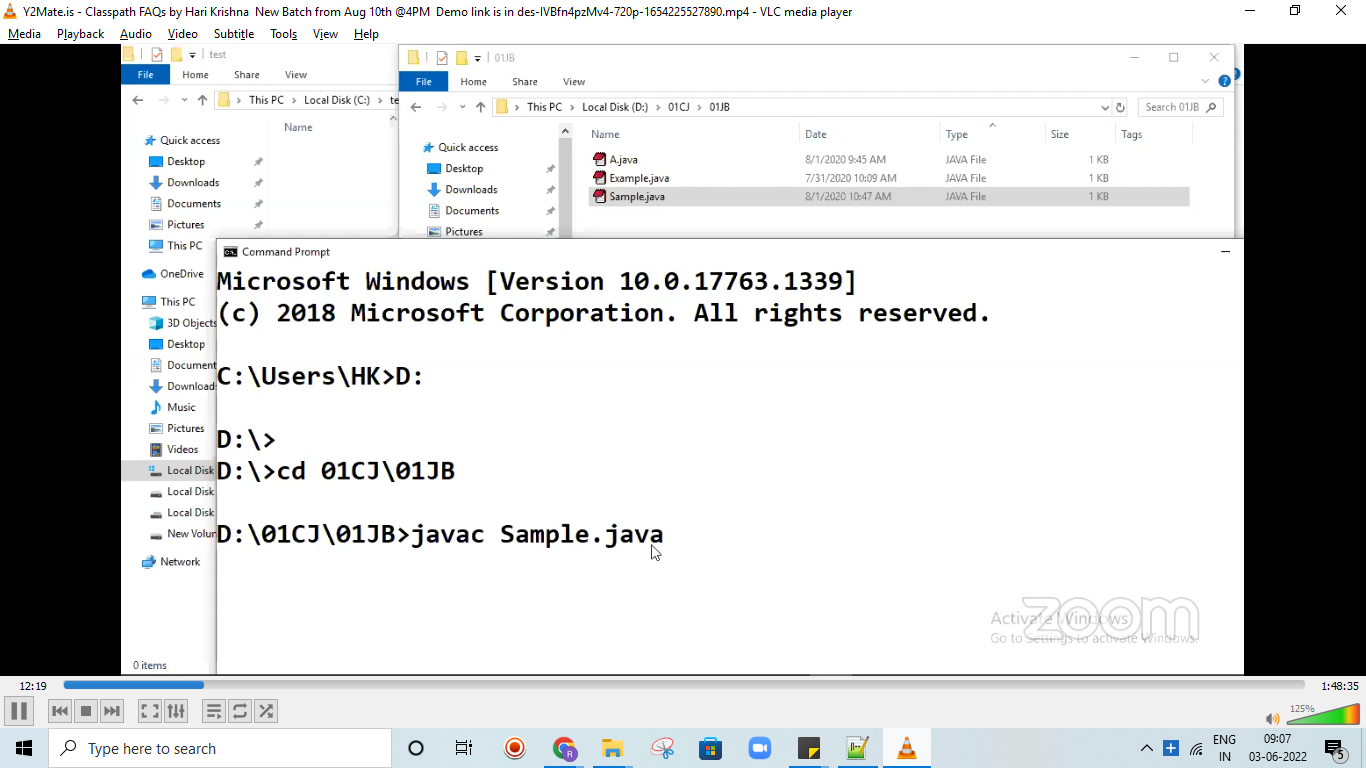 Y2Mate.is - Classpath FAQs by Hari Krishna  New Batch from Aug 10th @4PM  Demo link is in des-IVBfn4pzMv4-720p-1654225527890.mp4 - VLC media player
Media Playback Audio Video Subtitle Tools View Help
test
File Home Share View
This PC Local Disk (C:) te
Name
Quick access
Desktop
Downloads
Documents
Pictures
This PC
OneDrive
This PC
3D Objects
Desktop
Document
Download
Music
Pictures
Videos
Local Disk
Local Disk
Local Disk
New Volun
Network
0 items
01JB
File Home Share View
This PC Local Disk (D:) 01CJ 01JB
Search 01JB
Quick access
Desktop
Downloads
Documents
Pictures
Name Date Type Size Tags
A.java 8/1/2020 9:45 AM JAVA File 1 KB
Example.java 7/31/2020 10:09 AM JAVA File 1 KB
Sample.java 8/1/2020 10:47 AM JAVA File 1 KB
Command Prompt
Microsoft Windows [Version 10.0.17763.1339]
(c) 2018 Microsoft Corporation. All rights reserved.
C:\Users\HK>D:
D:\>
D:\>cd 01CJ\01JB
D:\01CJ\01JB>javac Sample.java
zoom
Activate Windows
Go to Settings to activate Windows.
12:19 1:48:35
125%
Type here to search
ENG
IN
09:07
03-06-2022
5